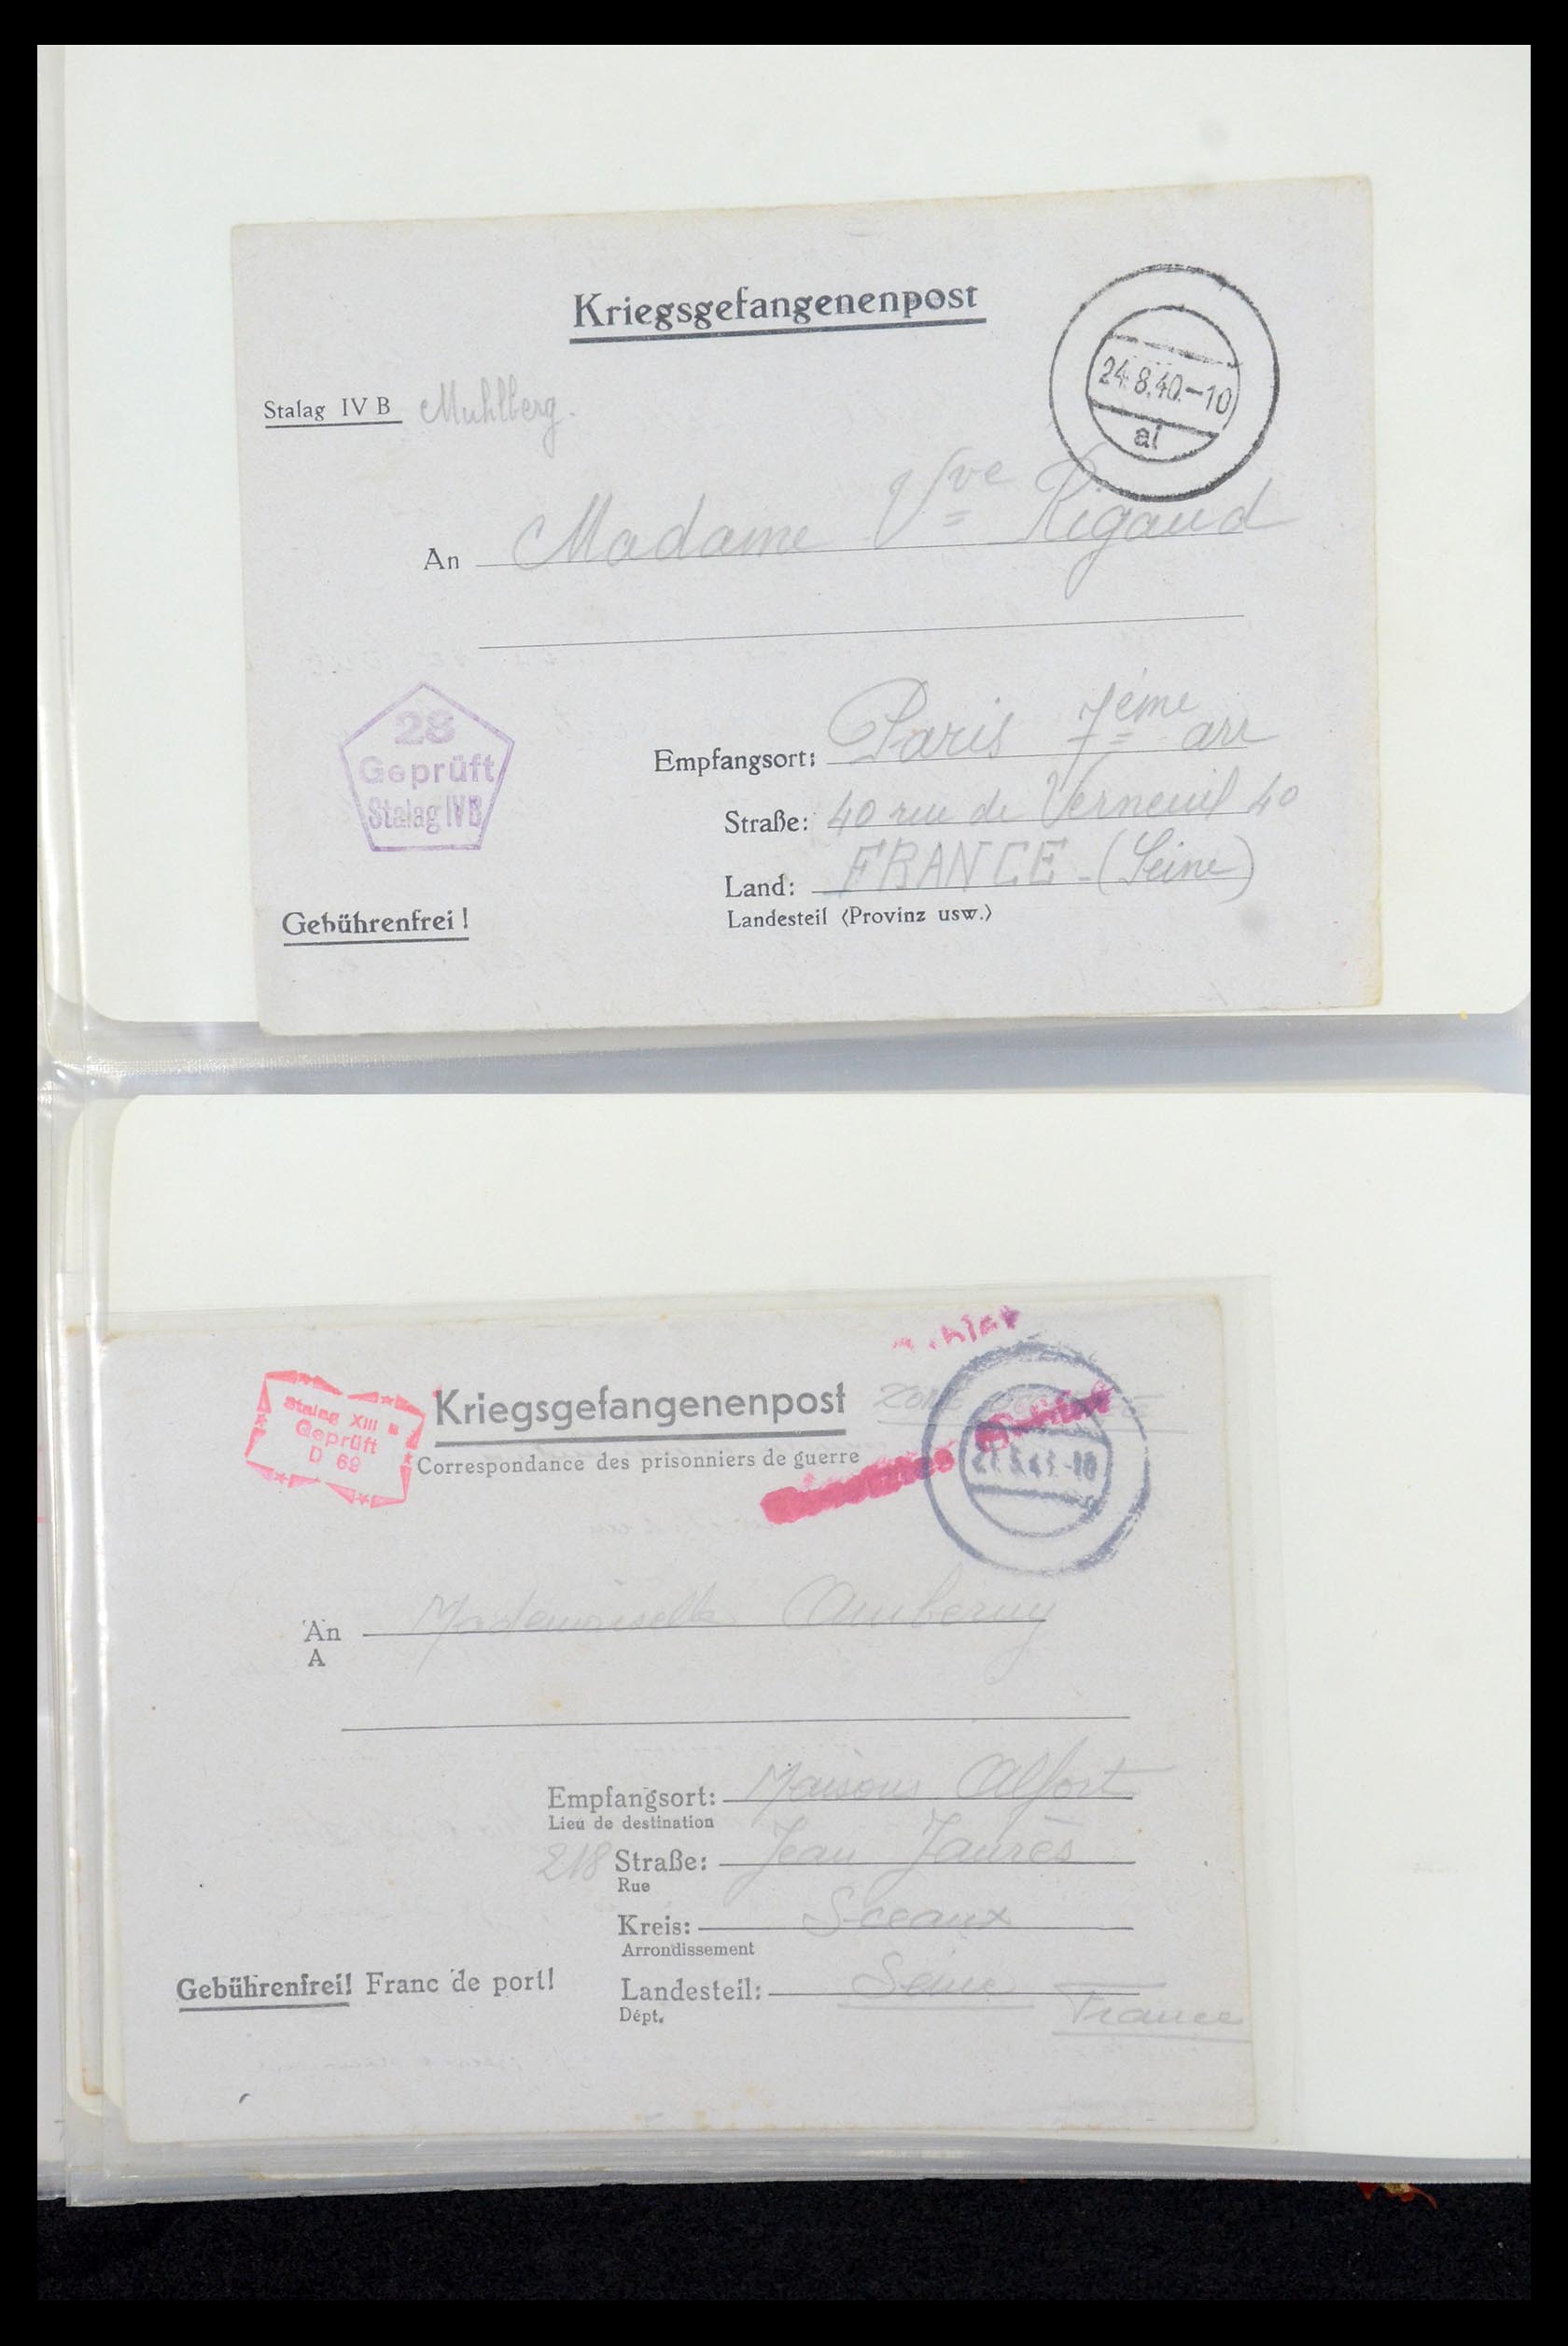 Kriegsgefangenenpost
24.8.40.-10
al
Stalag IV B Muhlberg.
An Madame Vve Rigaud
28
Geprüft
Stalag IVB
Empfangsort: Paris 7ème arr
Straße: 40 rue de Verneuil 40
Land: FRANCE - (Seine)
Landesteil (Provinz usw.)
Gebührenfrei!
Stalag XIII
Geprüft
D 69
Kriegsgefangenenpost
Correspondance des prisonniers de guerre
An Mademoiselle
A
Empfangsort: Maisons Alfort
Lieu de destination
218 Straße: Jean Jaurès
Rue
Kreis: Sceaux
Arrondissement
Gebührenfrei! Franc de port!
Landesteil: Seine
Dépt.
France